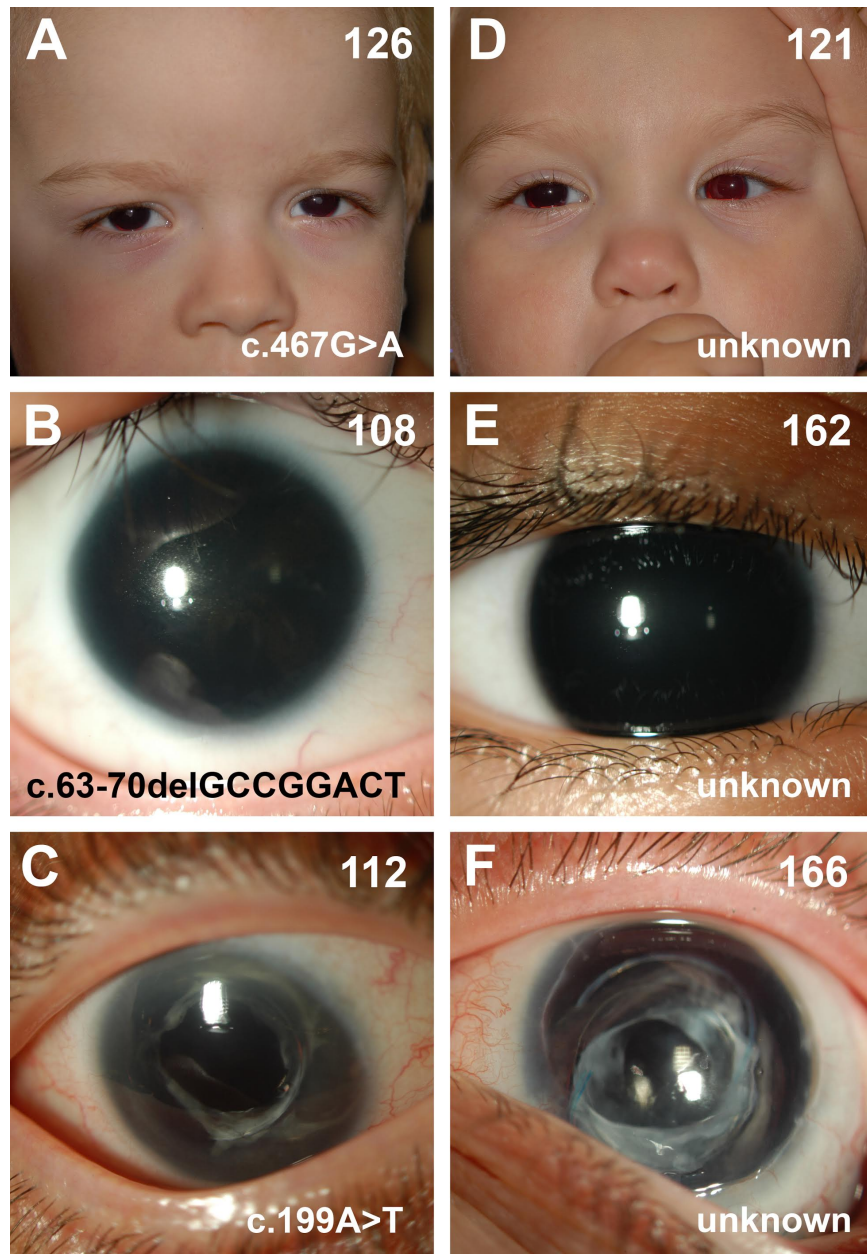 A 126
c.467G>A
D 121
unknown
B 108
c.63-70delGCCGGACT
E 162
unknown
C 112
c.199A>T
F 166
unknown